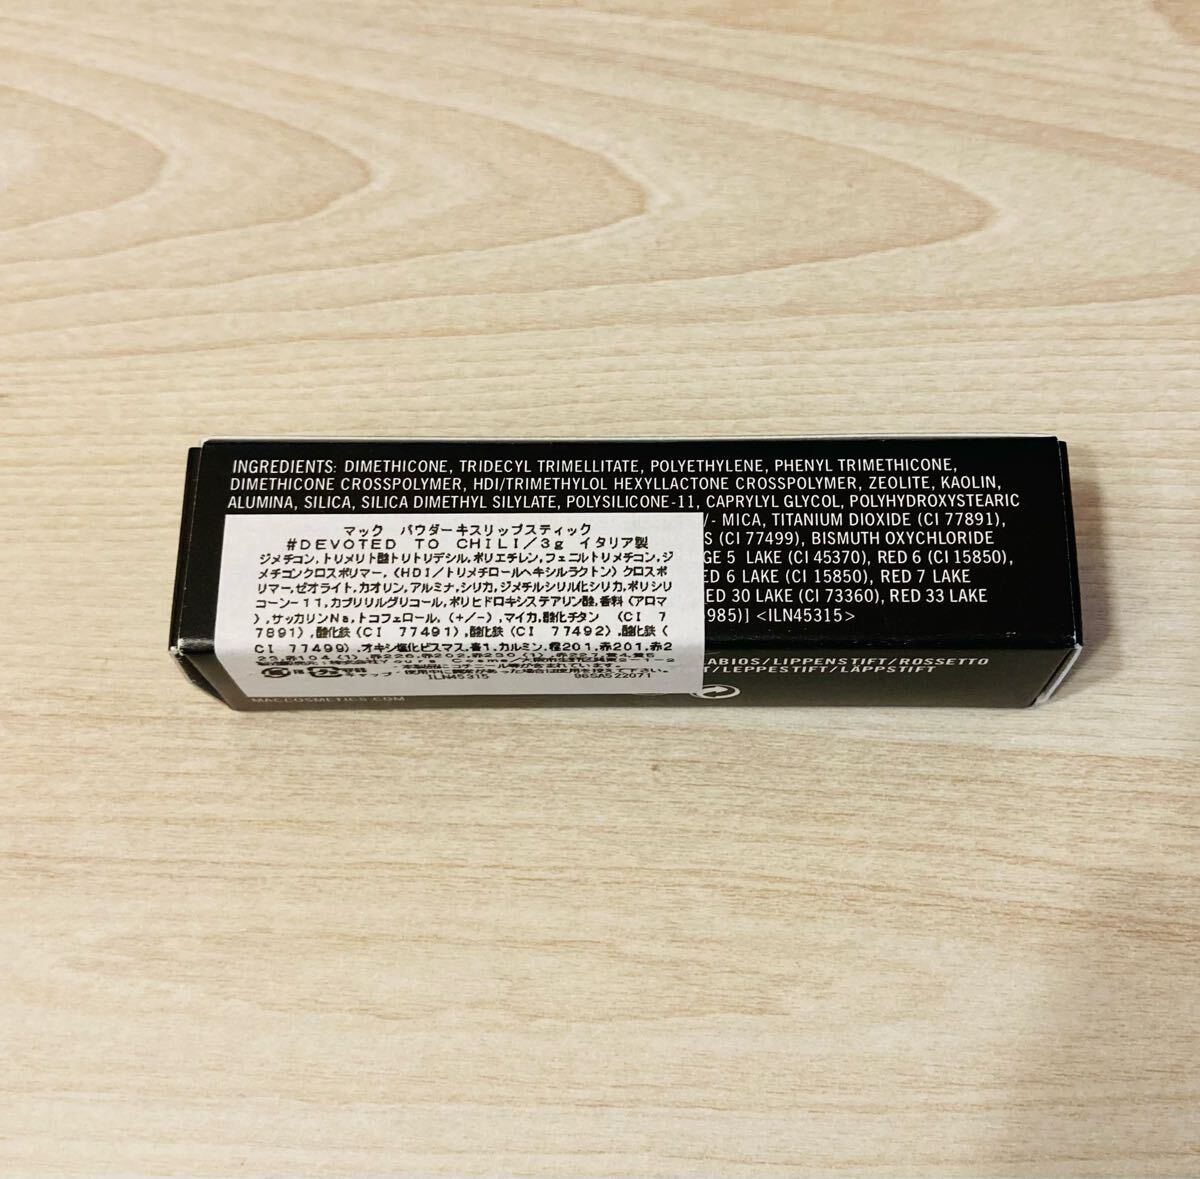 INGREDIENTS: DIMETHICONE, TRIDECYL TRIMELLITATE, POLYETHYLENE, PHENYL TRIMETHICONE,
DIMETHICONE CROSSPOLYMER, HDI/TRIMETHYLOL HEXYLLACTONE CROSSPOLYMER, ZEOLITE, KAOLIN,
ALUMINA, SILICA, SILICA DIMETHYL SILYLATE, POLYSILICONE-11, CAPRYLYL GLYCOL, POLYHYDROXYSTEARIC
/- MICA, TITANIUM DIOXIDE (CI 77891),
S (CI 77499), BISMUTH OXYCHLORIDE
GE 5 LAKE (CI 45370), RED 6 (CI 15850),
ED 6 LAKE (CI 15850), RED 7 LAKE
ED 30 LAKE (CI 73360), RED 33 LAKE
985)] <ILN45315>
マック パウダーキスリップスティック
#DEVOTED TO CHILI/3g イタリア製
ジメチコン,トリメリト酸トリトリデシル,ポリエチレン,フェニルトリメチコン,ジ
メチコンクロスポリマー,(HDI/トリメチロールヘキシルラクトン)クロスポ
リマー,ゼオライト,カオリン,アルミナ,シリカ,ジメチルシリル化シリカ,ポリシリ
コーン-11,カプリリルグリコール,ポリヒドロキシステアリン酸,香料(アロマ
),サッカリンNa,トコフェロール,(+/-),マイカ,酸化チタン (CI 7
7891),酸化鉄(CI 77491),酸化鉄(CI 77492),酸化鉄(
CI 77499),オキシ塩化ビスマス,青1,カルミン,橙201,赤201,赤2
ILN45315 96SA522071
LABIOS/LIPPENSTIFT/ROSSETTO
T/LEPPESTIFT/LÄPPSTIFT
MACCOSMETICS.COM